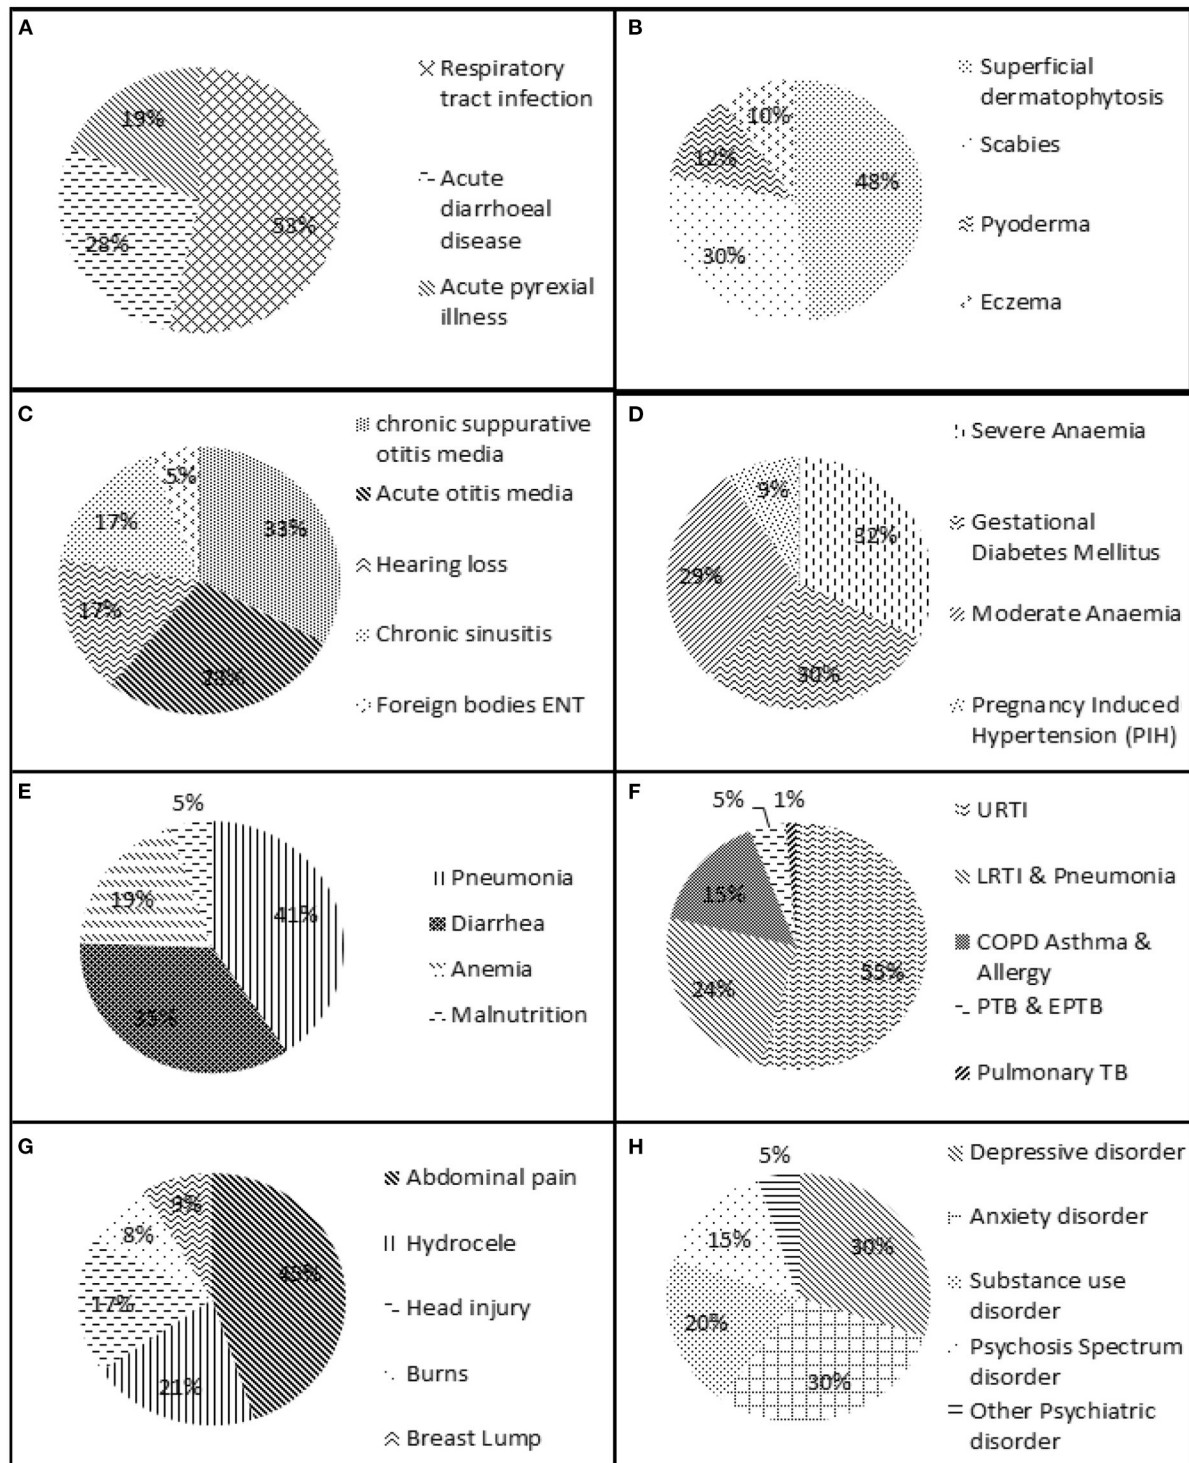 A
Respiratory
tract infection
Acute
diarrhoeal
disease
Acute pyrexial
illness
19%
53%
28%
B
Superficial
dermatophytosis
Scabies
Pyoderma
Eczema
10%
12%
48%
30%
C
chronic suppurative
otitis media
Acute otitis media
Hearing loss
Chronic sinusitis
Foreign bodies ENT
5%
17%
33%
17%
28%
D
Severe Anaemia
Gestational
Diabetes Mellitus
Moderate Anaemia
Pregnancy Induced
Hypertension (PIH)
9%
32%
29%
30%
E
5%
19%
41%
35%
Pneumonia
Diarrhea
Anemia
Malnutrition
F
5%
1%
15%
24%
55%
URTI
LRTI & Pneumonia
COPD Asthma &
Allergy
PTB & EPTB
Pulmonary TB
G
9%
8%
17%
45%
21%
Abdominal pain
Hydrocele
Head injury
Burns
Breast Lump
H
5%
15%
30%
20%
30%
Depressive disorder
Anxiety disorder
Substance use
disorder
Psychosis Spectrum
disorder
Other Psychiatric
disorder